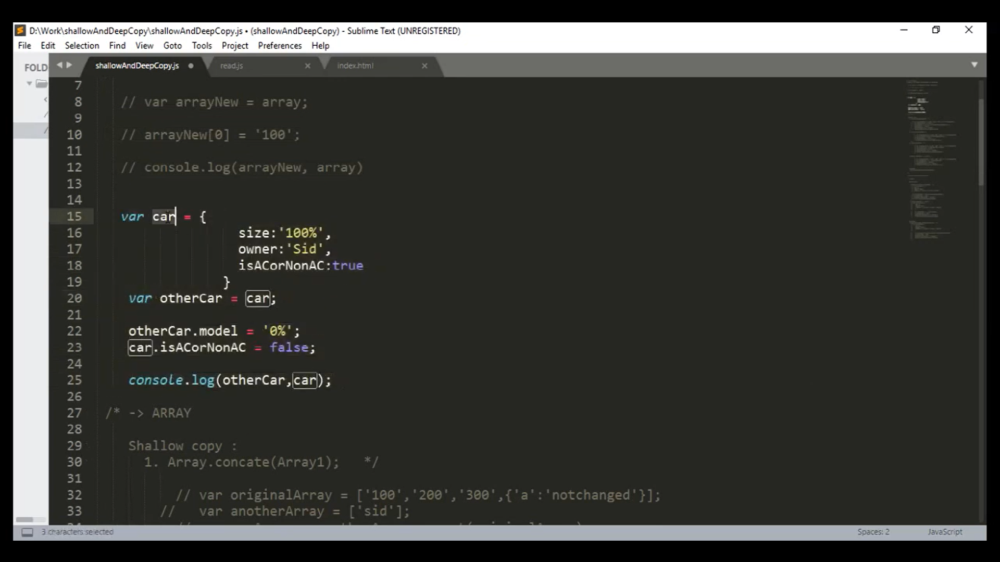 D:\Work\shallowAndDeepCopy\shallowAndDeepCopy.js • (shallowAndDeepCopy) - Sublime Text (UNREGISTERED)
File Edit Selection Find View Goto Tools Project Preferences Help
FOLD
shallowAndDeepCopy.js read.js index.html
7
8 // var arrayNew = array;
9
10 // arrayNew[0] = '100';
11
12 // console.log(arrayNew, array)
13
14
15 var car = {
16 size:'100%',
17 owner:'Sid',
18 isACorNonAC:true
19 }
20 var otherCar = car;
21
22 otherCar.model = '0%';
23 car.isACorNonAC = false;
24
25 console.log(otherCar,car);
26
27 /* -> ARRAY
28
29 Shallow copy :
30 1. Array.concate(Array1); */
31
32 // var originalArray = ['100','200','300',{'a':'notchanged'}];
33 // var anotherArray = ['sid'];
3 characters selected Spaces: 2 JavaScript